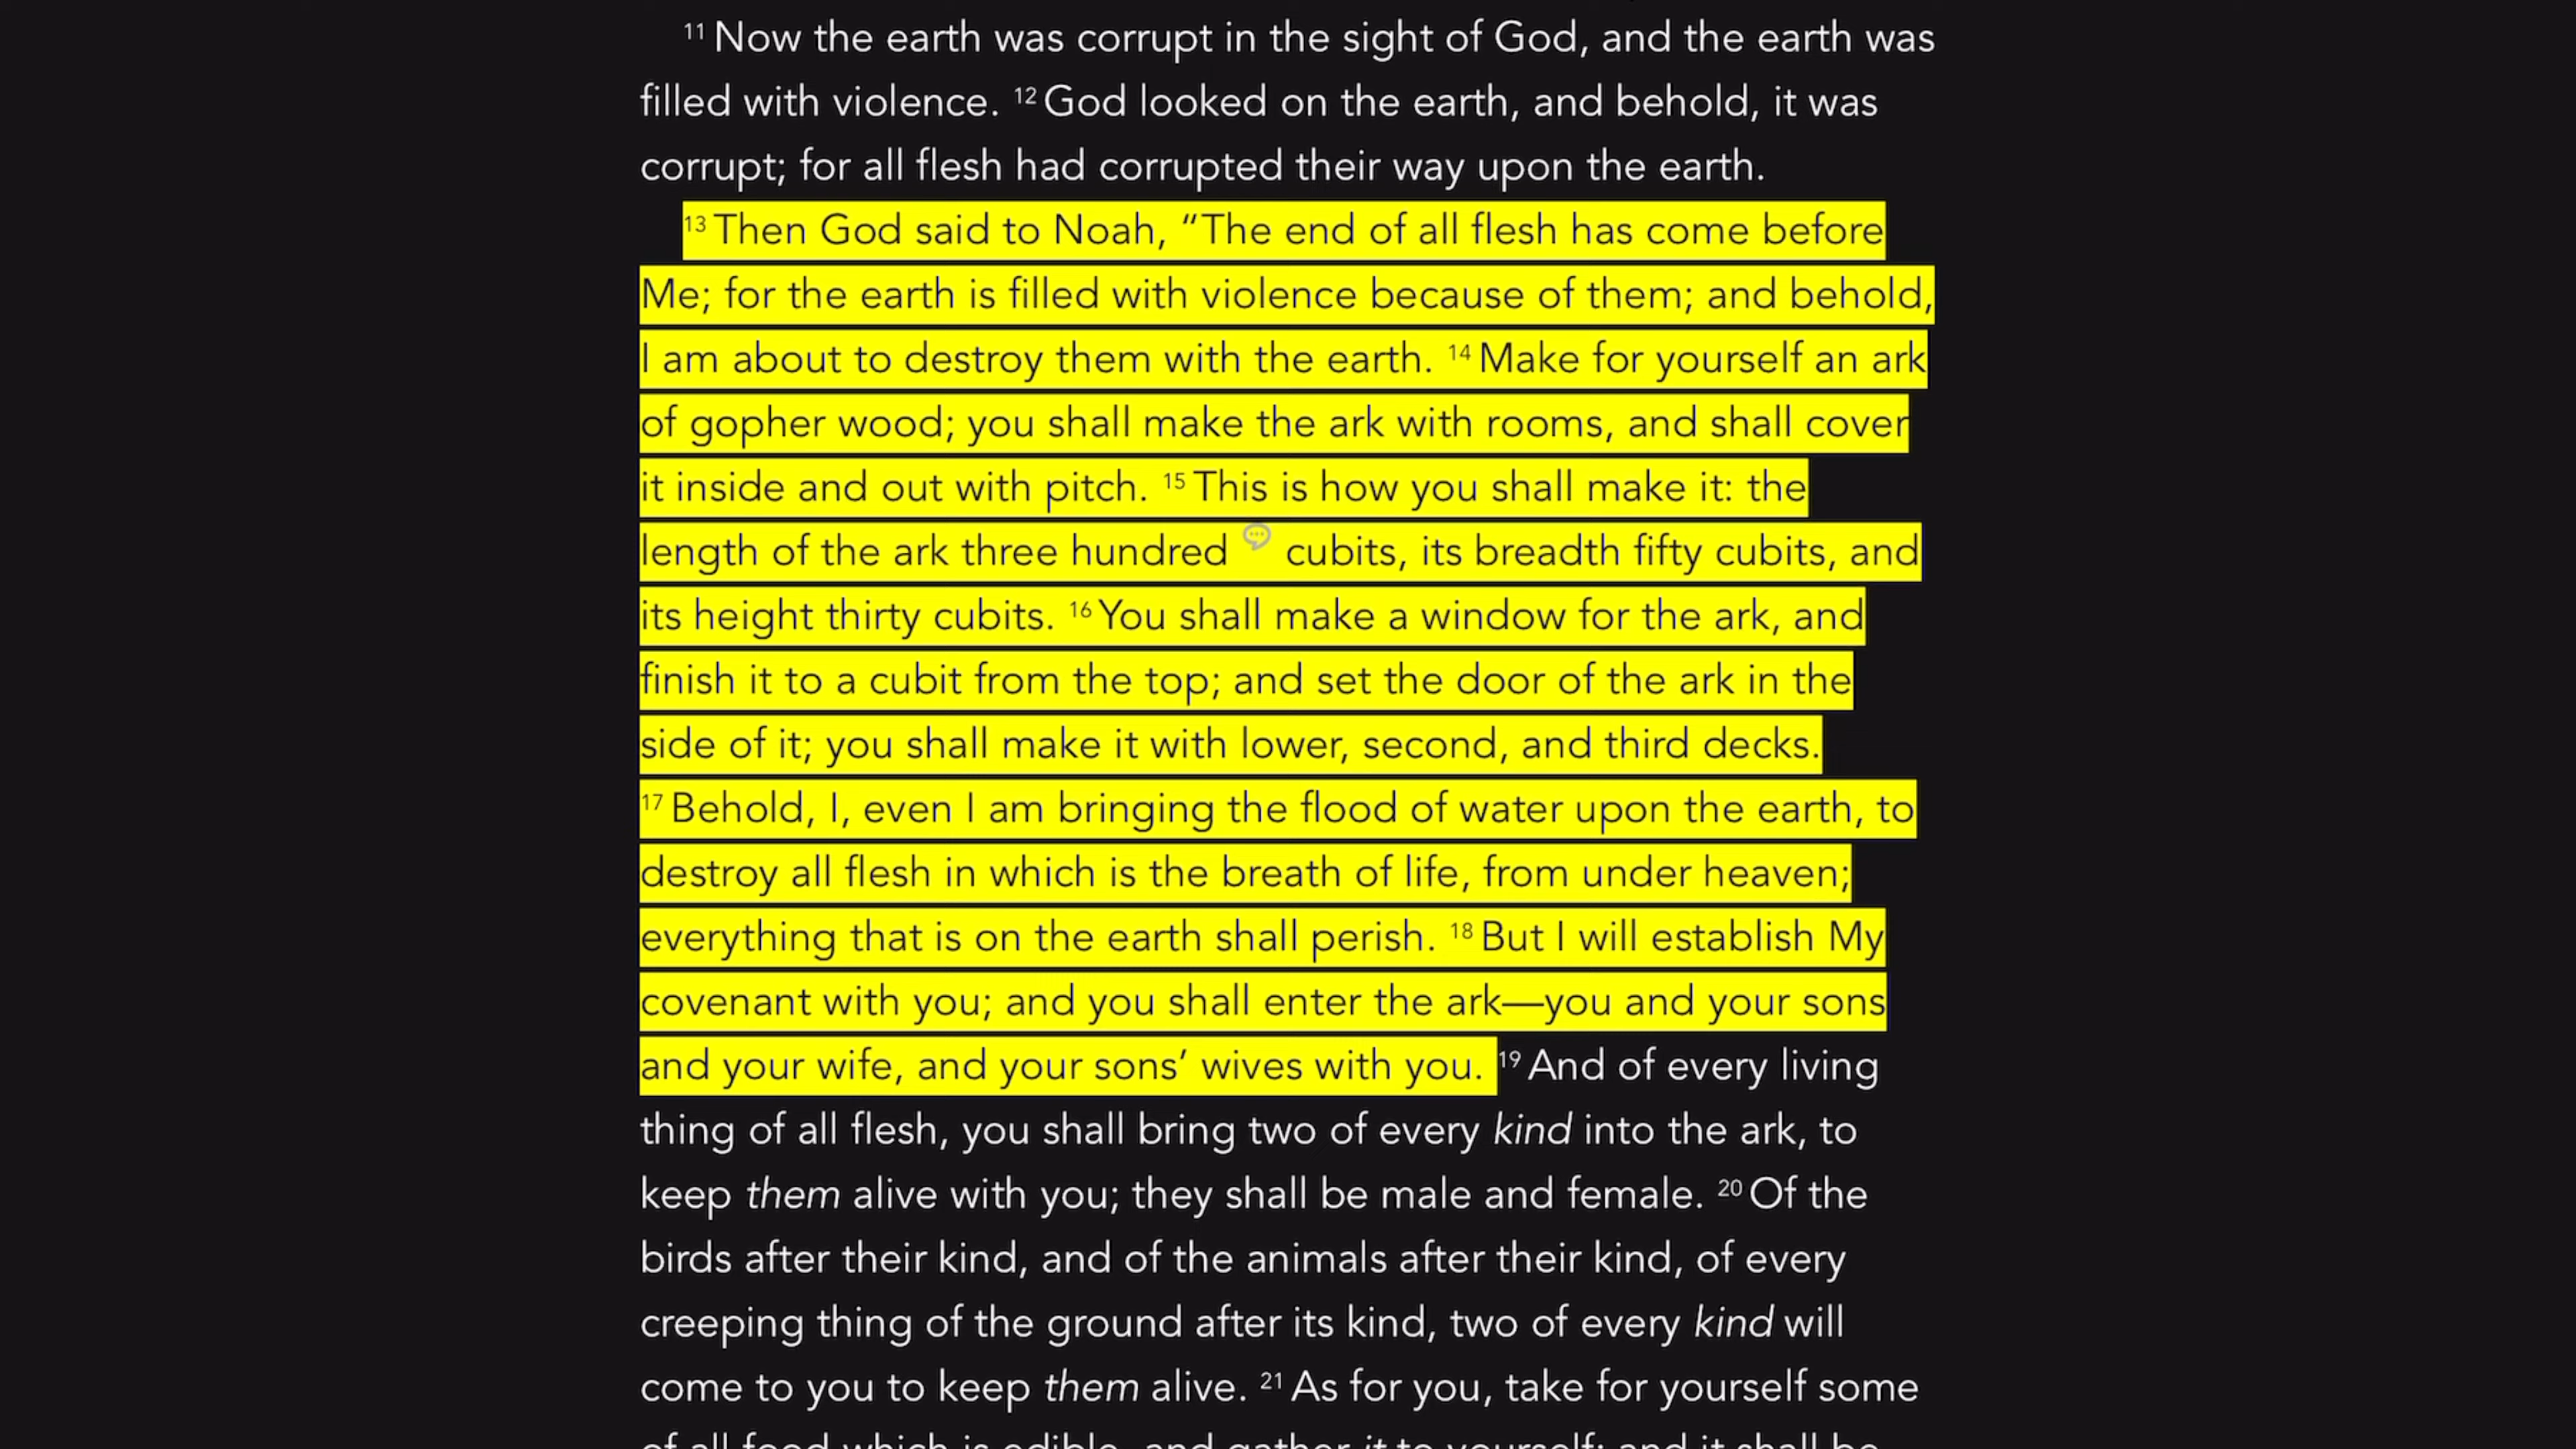 11 Now the earth was corrupt in the sight of God, and the earth was
filled with violence. 12 God looked on the earth, and behold, it was
corrupt; for all flesh had corrupted their way upon the earth.
13 Then God said to Noah, “The end of all flesh has come before
Me; for the earth is filled with violence because of them; and behold,
I am about to destroy them with the earth. 14 Make for yourself an ark
of gopher wood; you shall make the ark with rooms, and shall cover
it inside and out with pitch. 15 This is how you shall make it: the
length of the ark three hundred cubits, its breadth fifty cubits, and
its height thirty cubits. 16 You shall make a window for the ark, and
finish it to a cubit from the top; and set the door of the ark in the
side of it; you shall make it with lower, second, and third decks.
17 Behold, I, even I am bringing the flood of water upon the earth, to
destroy all flesh in which is the breath of life, from under heaven;
everything that is on the earth shall perish. 18 But I will establish My
covenant with you; and you shall enter the ark—you and your sons
and your wife, and your sons’ wives with you. 19 And of every living
thing of all flesh, you shall bring two of every kind into the ark, to
keep them alive with you; they shall be male and female. 20 Of the
birds after their kind, and of the animals after their kind, of every
creeping thing of the ground after its kind, two of every kind will
come to you to keep them alive. 21 As for you, take for yourself some
of all food which is edible, and gather it to yourself; and it shall be